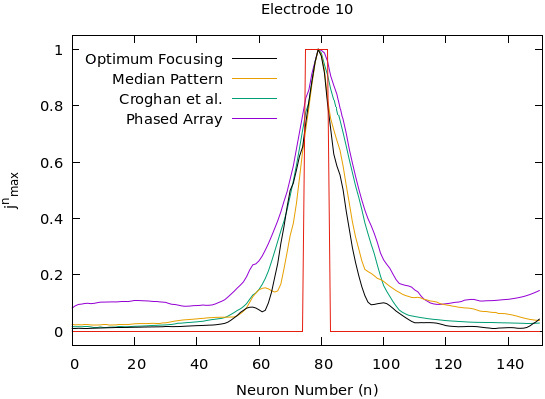 Electrode 10
1
0.8
0.6
0.4
0.2
0
j^n_max
Optimum Focusing
Median Pattern
Croghan et al.
Phased Array
0 20 40 60 80 100 120 140
Neuron Number (n)